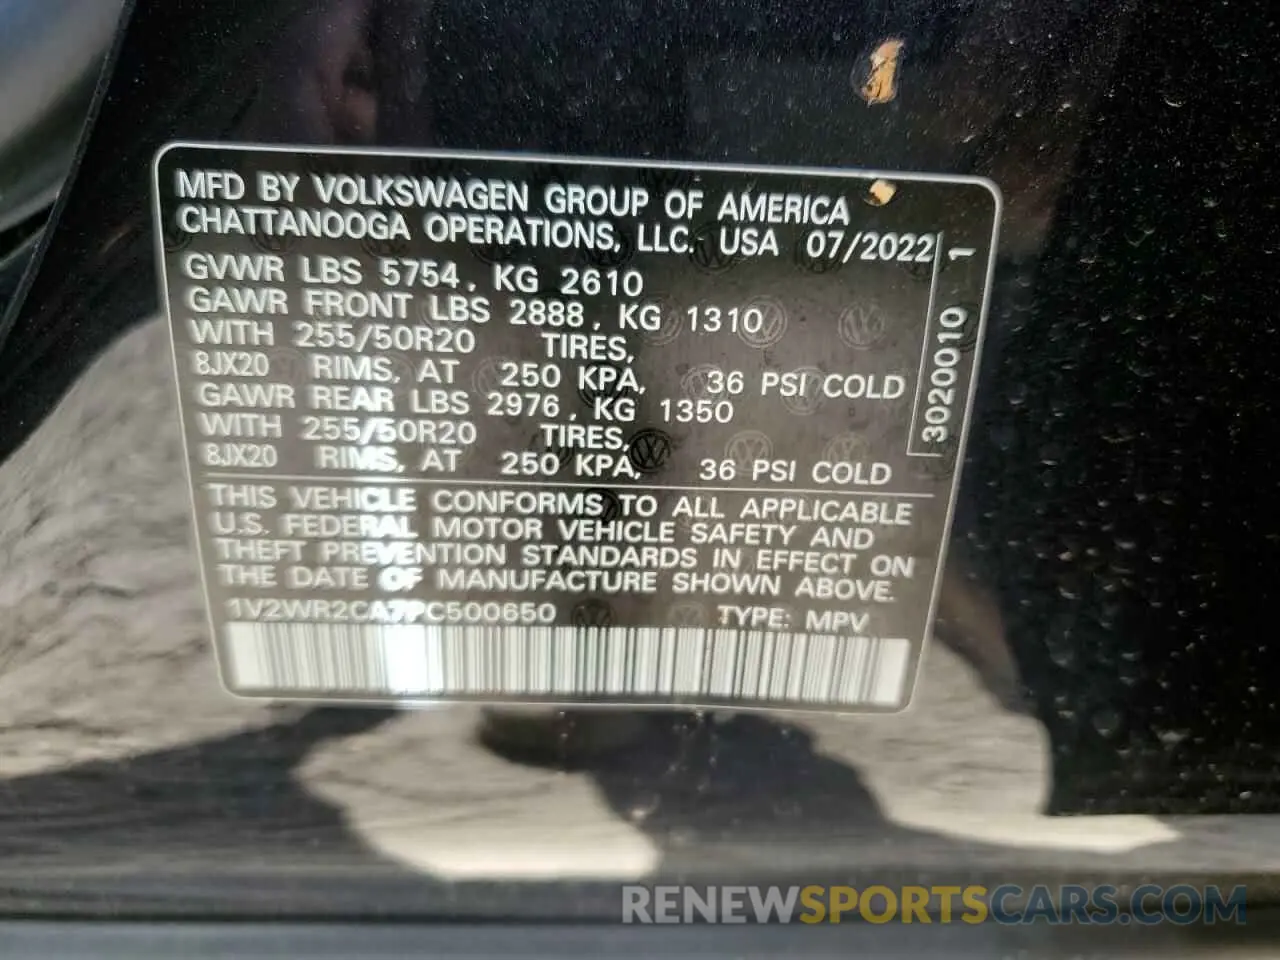 MFD BY VOLKSWAGEN GROUP OF AMERICA
CHATTANOOGA OPERATIONS, LLC. USA 07/2022
GVWR LBS 5754, KG 2610
GAWR FRONT LBS 2888, KG 1310
WITH 255/50R20 TIRES,
8JX20 RIMS, AT 250 KPA, 36 PSI COLD
GAWR REAR LBS 2976, KG 1350
WITH 255/50R20 TIRES,
8JX20 RIMS, AT 250 KPA, 36 PSI COLD
3020010 1
THIS VEHICLE CONFORMS TO ALL APPLICABLE
U.S. FEDERAL MOTOR VEHICLE SAFETY AND
THEFT PREVENTION STANDARDS IN EFFECT ON
THE DATE OF MANUFACTURE SHOWN ABOVE.
1V2WR2CA7PC500650 TYPE: MPV
RENEWSPORTSCARS.COM